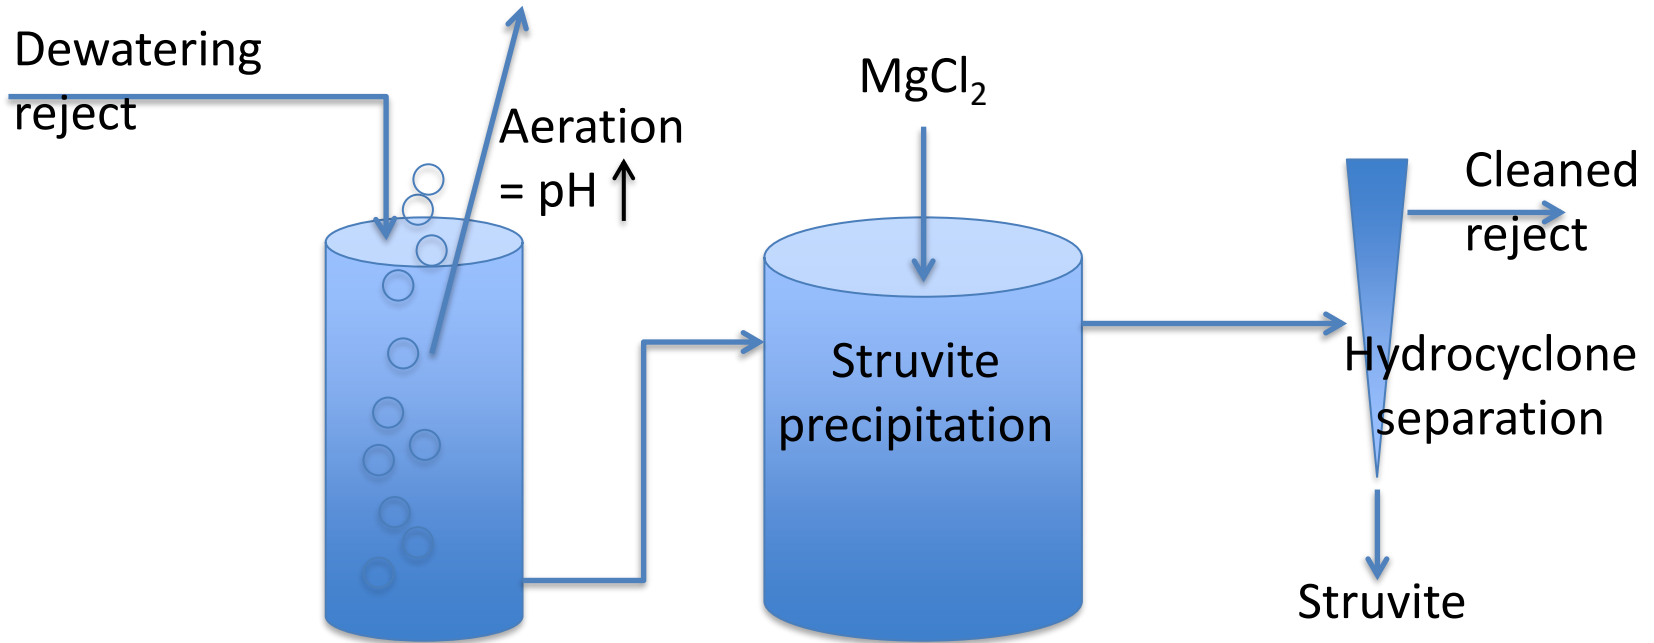 Dewatering
reject
Aeration
= pH ↑
MgCl₂
Struvite
precipitation
Cleaned
reject
Hydrocyclone
separation
Struvite